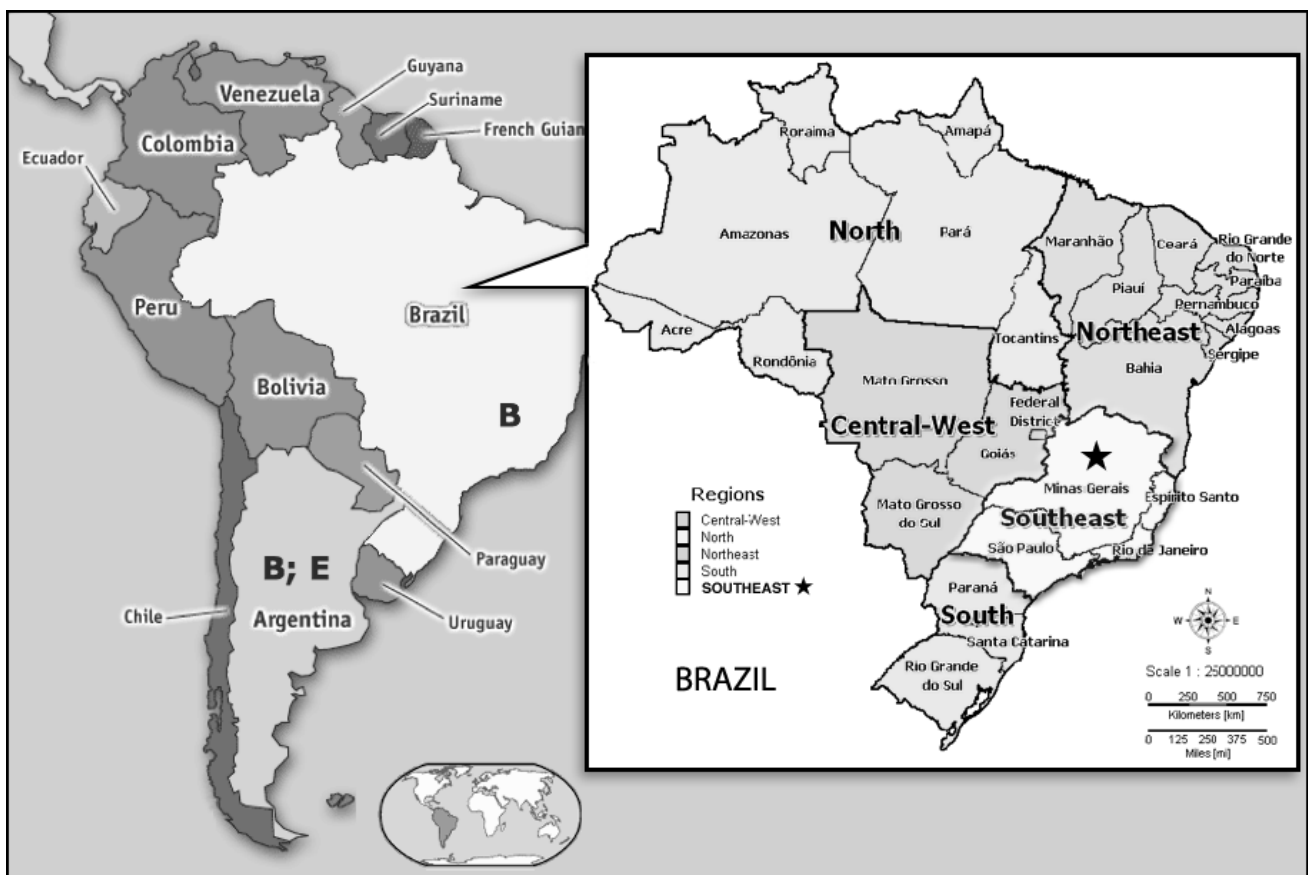 Guyana
Venezuela
Suriname
French Guian
Colombia
Ecuador
Peru
Brazil
Bolivia
B
B; E
Paraguay
Chile
Argentina
Uruguay
Roraima
Amapá
Amazonas
North
Pará
Maranhão
Ceará
Rio Grande
do Norte
Paraíba
Piauí
Pernambuco
Acre
Rondônia
Tocantins
Northeast
Alagoas
Sergipe
Bahia
Mato Grosso
Federal
District
Central-West
Goiás
Minas Gerais
Espírito Santo
Mato Grosso
do Sul
Southeast
São Paulo
Rio de Janeiro
Paraná
South
Santa Catarina
Rio Grande
do Sul
Regions
Central-West
North
Northeast
South
SOUTHEAST ★
BRAZIL
N
W E
S
Scale 1 : 25000000
0 250 500 750
Kilometers [km]
0 125 250 375 500
Miles [mi]